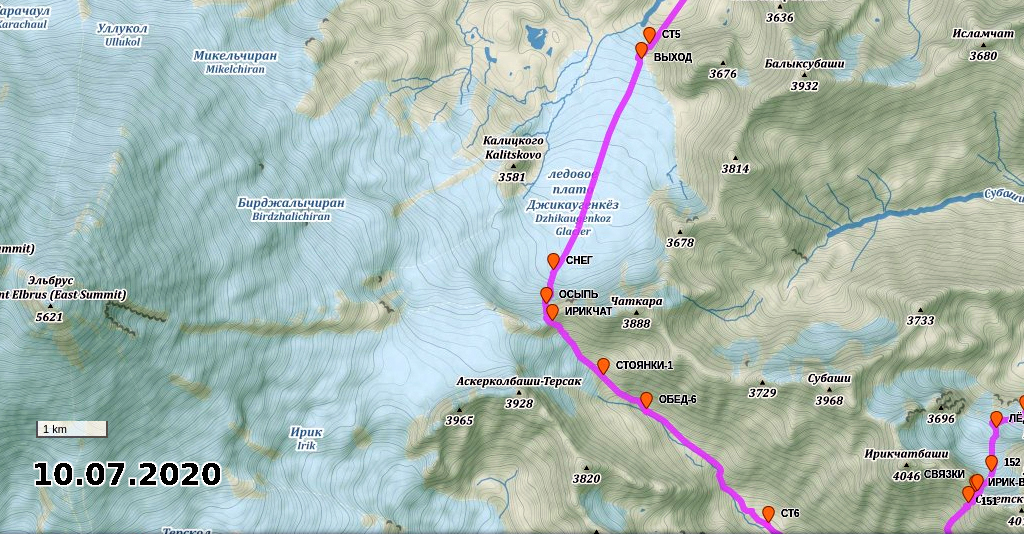 арачаул
Karachaul
Уллукол
Ullukol
Микельчиран
Mikelchiran
3636
СТ5
ВЫХОД
3676
Исламчат
3680
Балыксубаши
3932
Калицкого
Kalitskovo
3581
3814
ледовое
плат
Джикаугенкёз
Dzhikaugenkoz
Glacier
Субаши
Бирджалычиран
Birdzhalichiran
3678
ummit)
СНЕГ
Эльбрус
nt Elbrus (East Summit)
5621
ОСЫПЬ
ИРИКЧАТ
Чаткара
3888
3733
СТОЯНКИ-1
Аскерколбаши-Терсак
3928
ОБЕД-6
3729
Субаши
3968
3965
3696
ЛЁ
1 km
Ирик
Irik
10.07.2020
3820
Ирикчатбаши
4046
152
СВЯЗКИ
ИРИК-В
151
СТ6
40
Терскол